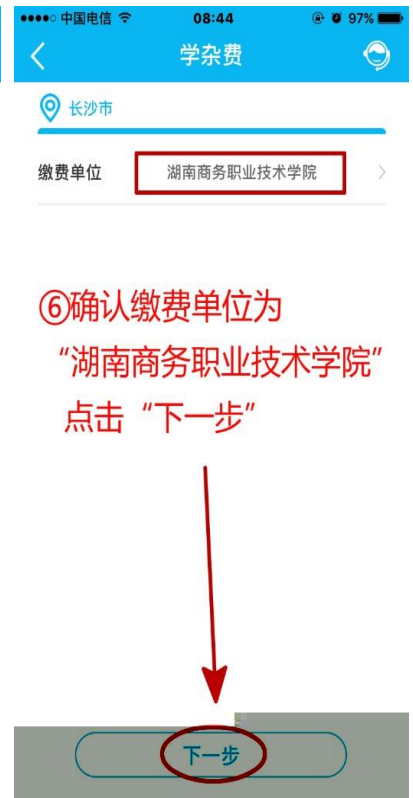 中国电信 08:44 97%
学杂费
长沙市
缴费单位 湖南商务职业技术学院
⑥确认缴费单位为
“湖南商务职业技术学院”
点击“下一步”
下一步